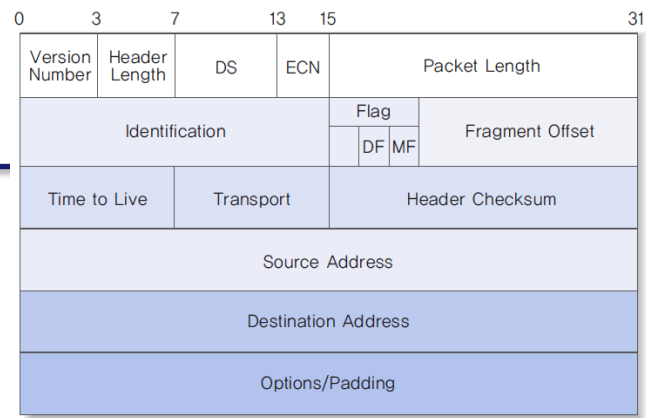 0 3 7 13 15 31
Version Number
Header Length
DS
ECN
Packet Length
Identification
Flag
DF
MF
Fragment Offset
Time to Live
Transport
Header Checksum
Source Address
Destination Address
Options/Padding